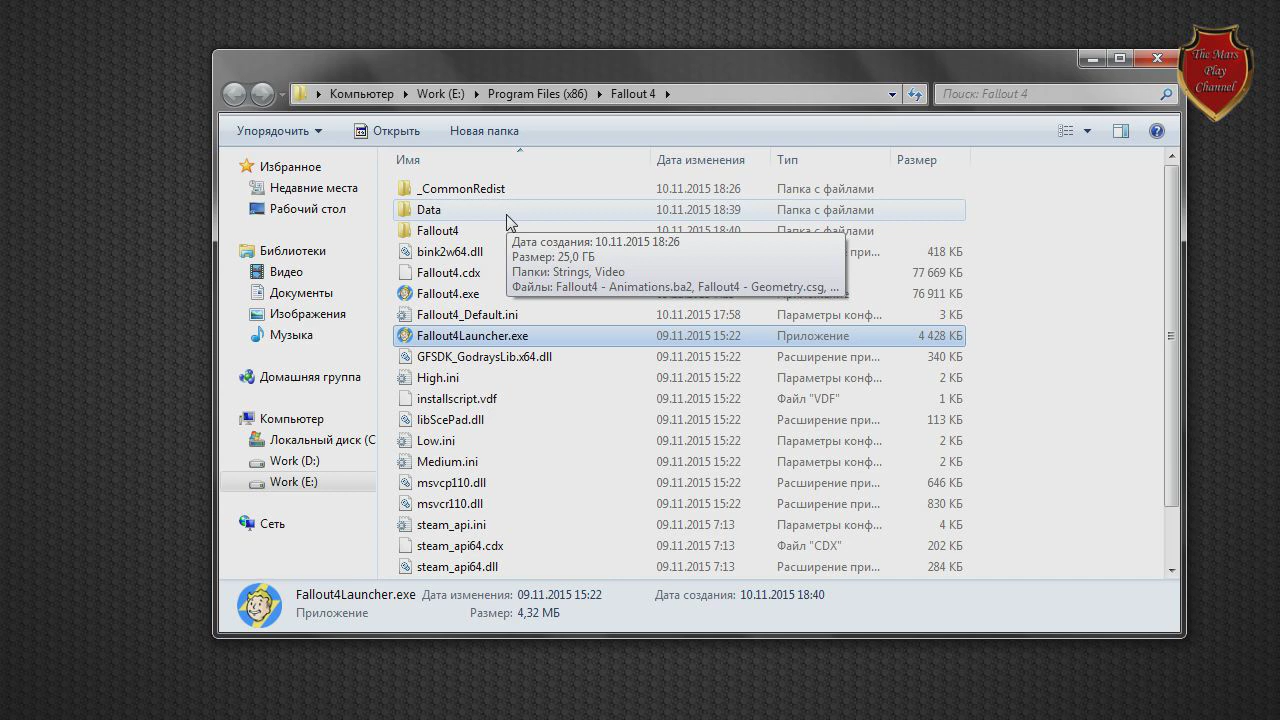 The Mars
Play
Channel
Компьютер Work (E:) Program Files (x86) Fallout 4
Поиск: Fallout 4
Упорядочить Открыть Новая папка
Имя Дата изменения Тип Размер
Избранное
Недавние места
Рабочий стол
Библиотеки
Видео
Документы
Изображения
Музыка
Домашняя группа
Компьютер
Локальный диск (C
Work (D:)
Work (E:)
Сеть
_CommonRedist 10.11.2015 18:26 Папка с файлами
Data 10.11.2015 18:39 Папка с файлами
Fallout4 10.11.2015 18:40 Папка с файлами
Дата создания: 10.11.2015 18:26
Размер: 25,0 ГБ
Папки: Strings, Video
Файлы: Fallout4 - Animations.ba2, Fallout4 - Geometry.csg, ...
bink2w64.dll 418 КБ
Fallout4.cdx 77 669 КБ
Fallout4.exe 76 911 КБ
Fallout4_Default.ini 10.11.2015 17:58 Параметры конф... 3 КБ
Fallout4Launcher.exe 09.11.2015 15:22 Приложение 4 428 КБ
GFSDK_GodraysLib.x64.dll 09.11.2015 15:22 Расширение при... 340 КБ
High.ini 09.11.2015 15:22 Параметры конф... 2 КБ
installscript.vdf 09.11.2015 15:22 Файл "VDF" 1 КБ
libScePad.dll 09.11.2015 15:22 Расширение при... 113 КБ
Low.ini 09.11.2015 15:22 Параметры конф... 2 КБ
Medium.ini 09.11.2015 15:22 Параметры конф... 2 КБ
msvcp110.dll 09.11.2015 15:22 Расширение при... 646 КБ
msvcr110.dll 09.11.2015 15:22 Расширение при... 830 КБ
steam_api.ini 09.11.2015 7:13 Параметры конф... 4 КБ
steam_api64.cdx 09.11.2015 7:13 Файл "CDX" 202 КБ
steam_api64.dll 09.11.2015 7:13 Расширение при... 284 КБ
Fallout4Launcher.exe Дата изменения: 09.11.2015 15:22 Дата создания: 10.11.2015 18:40
Приложение Размер: 4,32 МБ